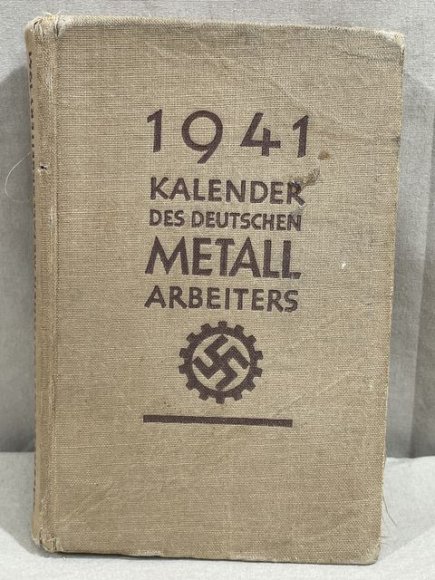 1941
KALENDER
DES DEUTSCHEN
METALL
ARBEITERS